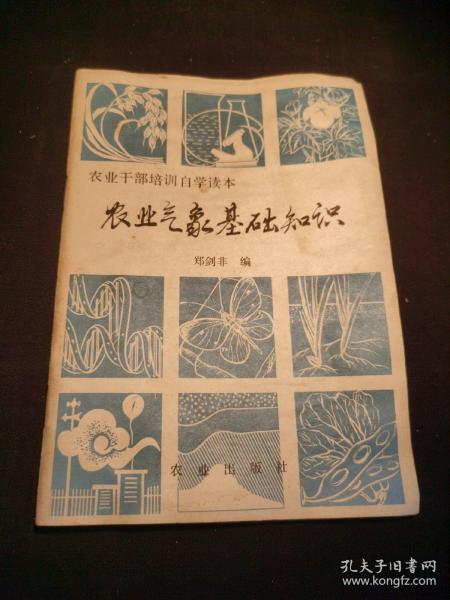 农业干部培训自学读本
农业气象基础知识
郑剑非 编
农业出版社
孔夫子旧书网
www.kongfz.com